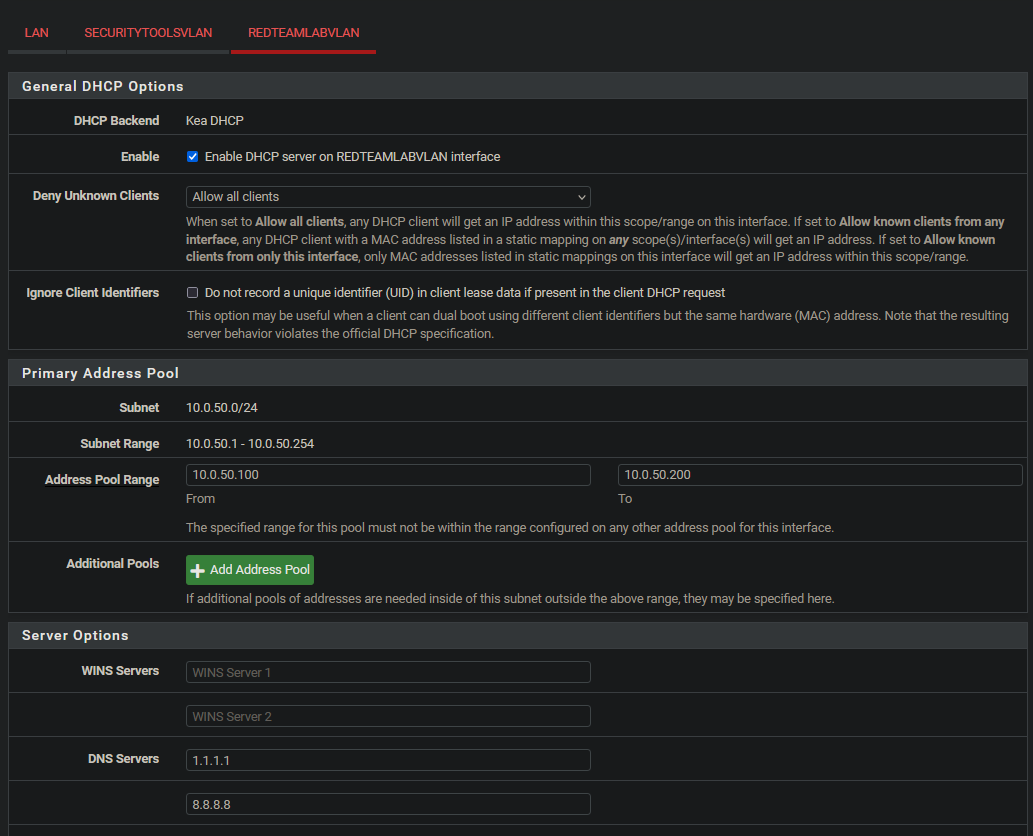 LAN SECURITYTOOLSVLAN REDTEAMLABVLAN
General DHCP Options
DHCP Backend Kea DHCP
Enable Enable DHCP server on REDTEAMLABVLAN interface
Deny Unknown Clients Allow all clients
When set to Allow all clients, any DHCP client will get an IP address within this scope/range on this interface. If set to Allow known clients from any
interface, any DHCP client with a MAC address listed in a static mapping on any scope(s)/interface(s) will get an IP address. If set to Allow known
clients from only this interface, only MAC addresses listed in static mappings on this interface will get an IP address within this scope/range.
Ignore Client Identifiers Do not record a unique identifier (UID) in client lease data if present in the client DHCP request
This option may be useful when a client can dual boot using different client identifiers but the same hardware (MAC) address. Note that the resulting
server behavior violates the official DHCP specification.
Primary Address Pool
Subnet 10.0.50.0/24
Subnet Range 10.0.50.1 - 10.0.50.254
Address Pool Range 10.0.50.100 10.0.50.200
From To
The specified range for this pool must not be within the range configured on any other address pool for this interface.
Additional Pools Add Address Pool
If additional pools of addresses are needed inside of this subnet outside the above range, they may be specified here.
Server Options
WINS Servers WINS Server 1
WINS Server 2
DNS Servers 1.1.1.1
8.8.8.8